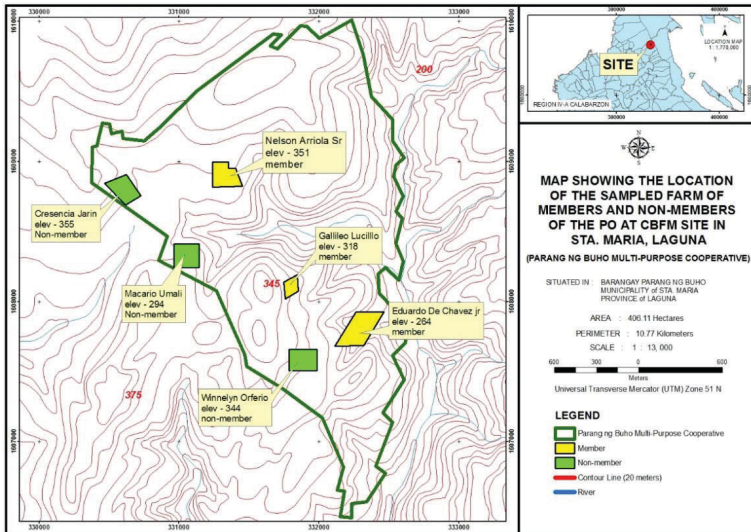 330000
331000
332000
333000
1610000
1610000
200
Nelson Arriola Sr
elev - 351
member
1609000
1609000
Cresencia Jarin
elev - 355
Non-member
Gallileo Lucillo
elev - 318
member
345
1608000
1608000
Macario Umali
elev - 294
Non-member
Eduardo De Chavez jr
elev - 264
member
375
Winnelyn Orferio
elev - 344
non-member
1607000
1607000
330000
331000
332000
333000
LOCATION MAP
1: 1,770,000
SITE
REGION IV-A CALABARZON
MAP SHOWING THE LOCATION
OF THE SAMPLED FARM OF
MEMBERS AND NON-MEMBERS
OF THE PO AT CBFM SITE IN
STA. MARIA, LAGUNA
(PARANG NG BUHO MULTI-PURPOSE COOPERATIVE)
SITUATED IN : BARANGAY PARANG NG BUHO
MUNICIPALITY OF STA. MARIA
PROVINCE of LAGUNA
AREA : 406.11 Hectares
PERIMETER : 10.77 Kilometers
SCALE : 1 : 13, 000
600 300 0 600
Meters
Universal Transverse Mercator (UTM) Zone 51 N
LEGEND
Parang ng Buho Multi-Purpose Cooperative
Member
Non-member
Contour Line (20 meters)
River